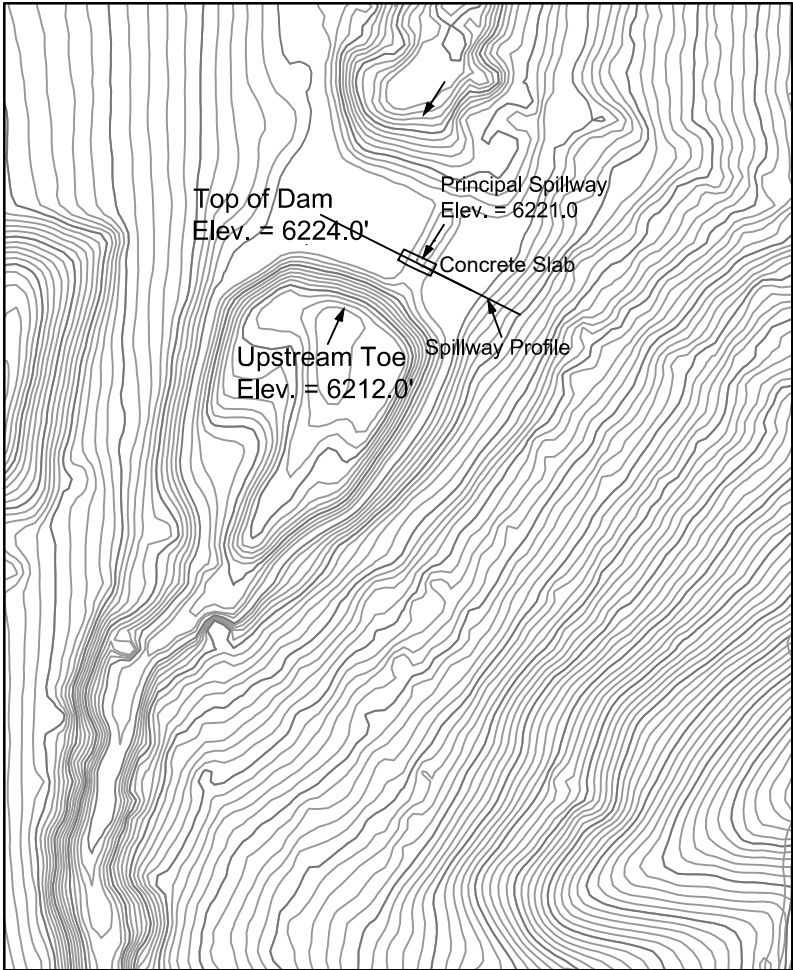 Top of Dam
Elev. = 6224.0'
Principal Spillway
Elev. = 6221.0
Concrete Slab
Spillway Profile
Upstream Toe
Elev. = 6212.0'